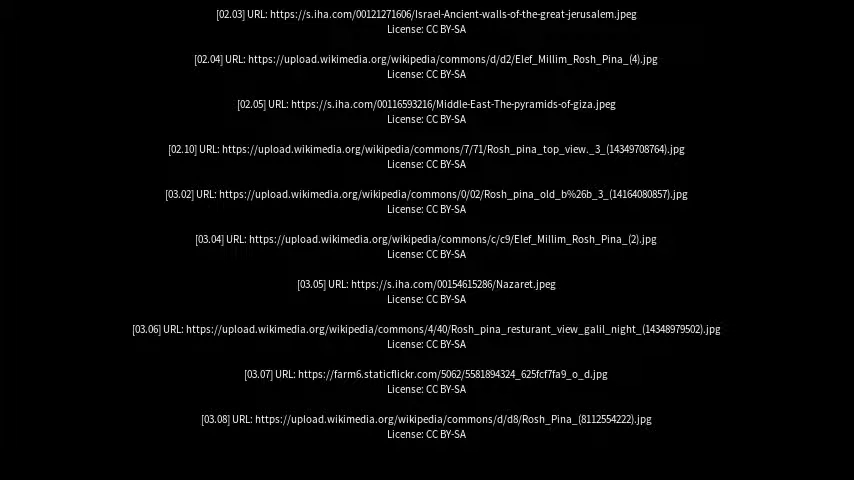 [02.03] URL: https://s.iha.com/00121271606/Israel-Ancient-walls-of-the-great-jerusalem.jpeg
License: CC BY-SA
[02.04] URL: https://upload.wikimedia.org/wikipedia/commons/d/d2/Elef_Millim_Rosh_Pina_(4).jpg
License: CC BY-SA
[02.05] URL: https://s.iha.com/00116593216/Middle-East-The-pyramids-of-giza.jpeg
License: CC BY-SA
[02.10] URL: https://upload.wikimedia.org/wikipedia/commons/7/71/Rosh_pina_top_view._3_(14349708764).jpg
License: CC BY-SA
[03.02] URL: https://upload.wikimedia.org/wikipedia/commons/0/02/Rosh_pina_old_b%26b_3_(14164080857).jpg
License: CC BY-SA
[03.04] URL: https://upload.wikimedia.org/wikipedia/commons/c/c9/Elef_Millim_Rosh_Pina_(2).jpg
License: CC BY-SA
[03.05] URL: https://s.iha.com/00154615286/Nazaret.jpeg
License: CC BY-SA
[03.06] URL: https://upload.wikimedia.org/wikipedia/commons/4/40/Rosh_pina_resturant_view_galil_night_(14348979502).jpg
License: CC BY-SA
[03.07] URL: https://farm6.staticflickr.com/5062/5581894324_625fcf7fa9_o_d.jpg
License: CC BY-SA
[03.08] URL: https://upload.wikimedia.org/wikipedia/commons/d/d8/Rosh_Pina_(8112554222).jpg
License: CC BY-SA